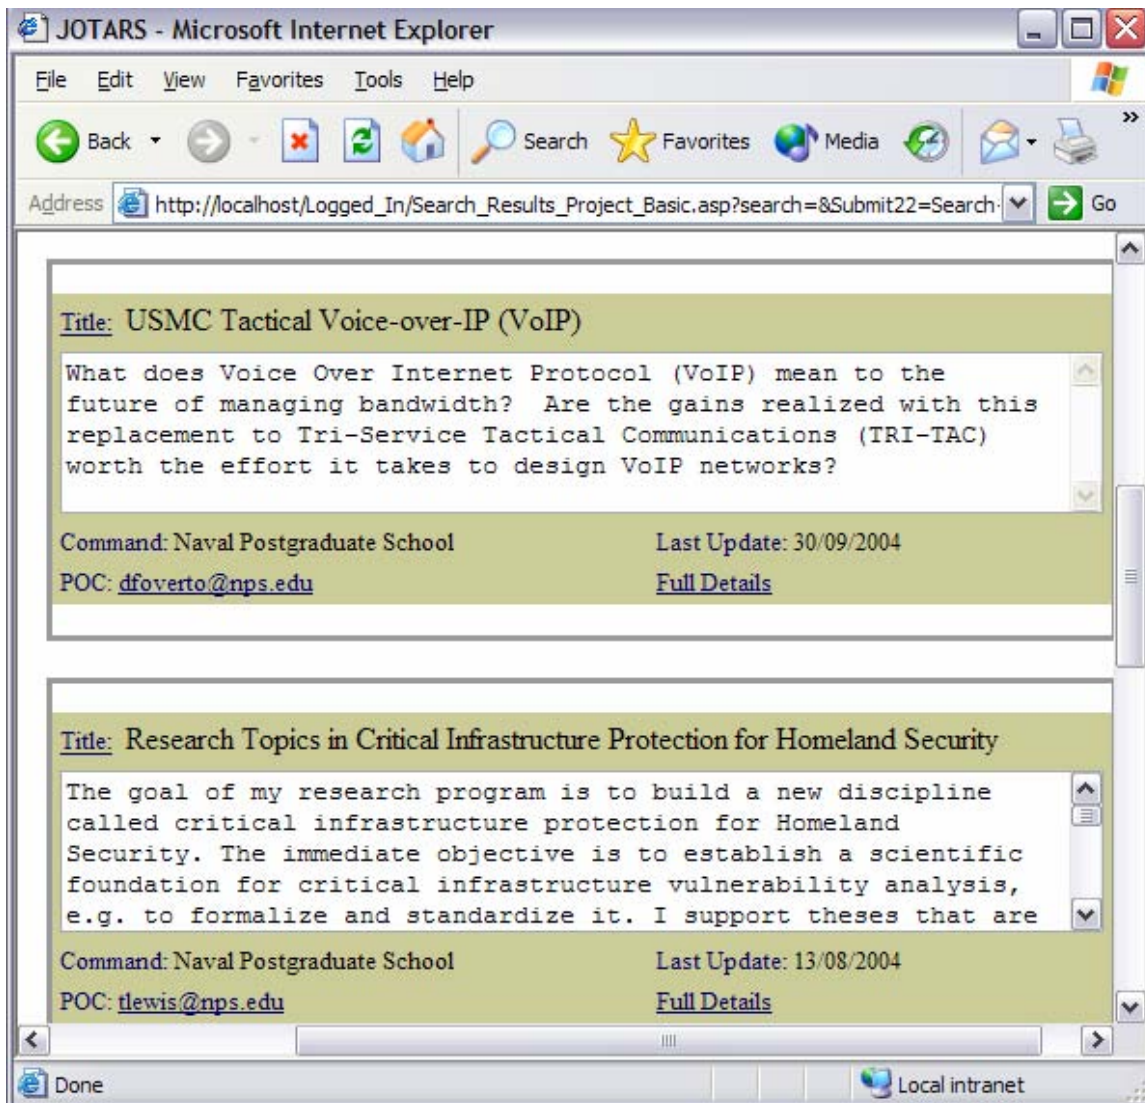 JOTARS - Microsoft Internet Explorer
File Edit View Favorites Tools Help
Back Search Favorites Media »
Address http://localhost/Logged_In/Search_Results_Project_Basic.asp?search=&Submit22=Search Go
Title: USMC Tactical Voice-over-IP (VoIP)
What does Voice Over Internet Protocol (VoIP) mean to the
future of managing bandwidth?  Are the gains realized with this
replacement to Tri-Service Tactical Communications (TRI-TAC)
worth the effort it takes to design VoIP networks?
Command: Naval Postgraduate School Last Update: 30/09/2004
POC: dfoverto@nps.edu Full Details
Title: Research Topics in Critical Infrastructure Protection for Homeland Security
The goal of my research program is to build a new discipline
called critical infrastructure protection for Homeland
Security. The immediate objective is to establish a scientific
foundation for critical infrastructure vulnerability analysis,
e.g. to formalize and standardize it. I support theses that are
Command: Naval Postgraduate School Last Update: 13/08/2004
POC: tlewis@nps.edu Full Details
Done Local intranet